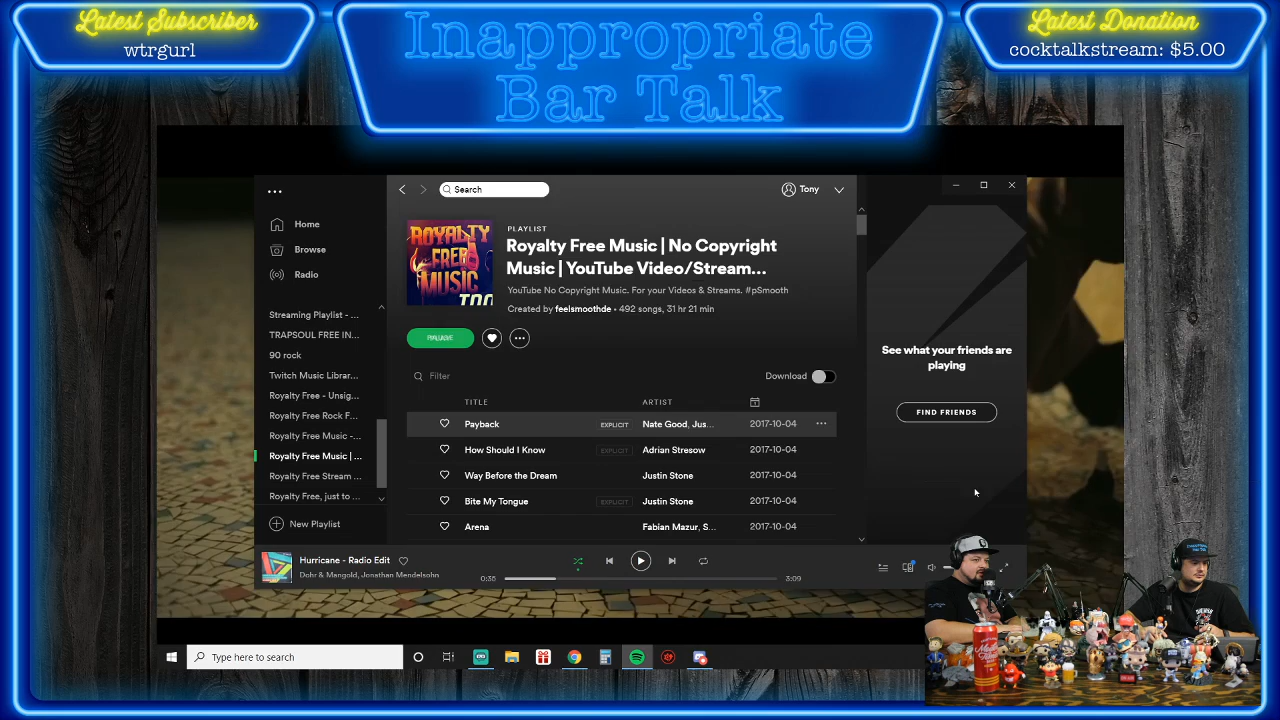 Latest Subscriber
wtrgurl
Inappropriate
Bar Talk
Latest Donation
cocktalkstream: $5.00
Search
Tony
Home
Browse
Radio
PLAYLIST
Royalty Free Music | No Copyright
Music | YouTube Video/Stream...
YouTube No Copyright Music. For your Videos & Streams. #pSmooth
Created by feelsmoothde • 492 songs, 31 hr 21 min
ROYALTY
FREE
MUSIC
Streaming Playlist - ...
TRAPSOUL FREE IN...
90 rock
Twitch Music Librar...
Royalty Free - Unsig...
Royalty Free Rock F...
Royalty Free Music -...
Royalty Free Music | ...
Royalty Free Stream ...
Royalty Free, just to ...
New Playlist
Filter
Download
TITLE ARTIST
Payback EXPLICIT Nate Good, Jus... 2017-10-04
How Should I Know EXPLICIT Adrian Stresow 2017-10-04
Way Before the Dream Justin Stone 2017-10-04
Bite My Tongue EXPLICIT Justin Stone 2017-10-04
Arena Fabian Mazur, S... 2017-10-04
See what your friends are
playing
FIND FRIENDS
Hurricane - Radio Edit
Dohr & Mangold, Jonathan Mendelsohn
0:36 3:09
Type here to search